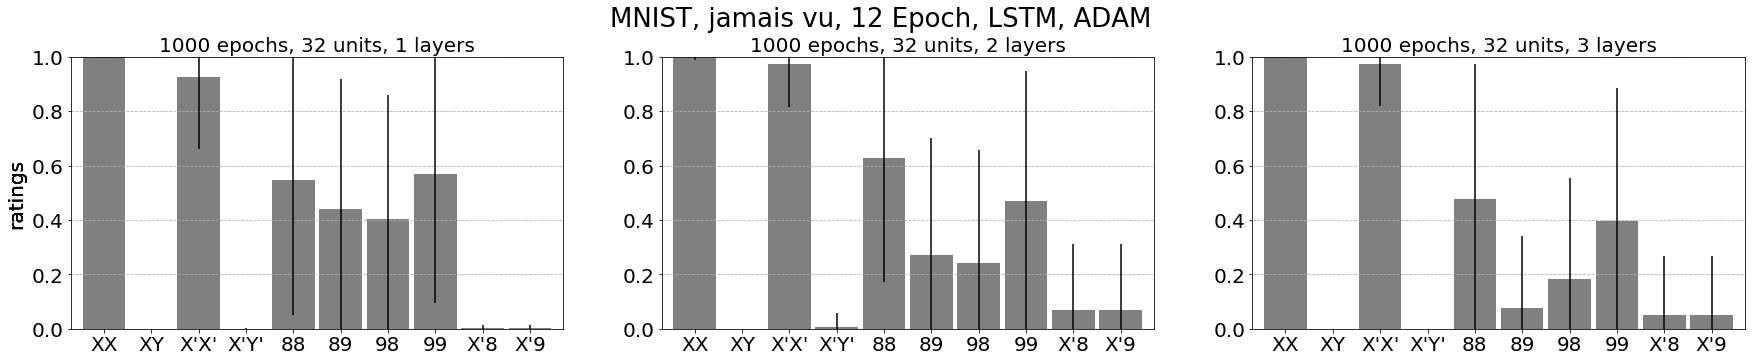 MNIST, jamais vu, 12 Epoch, LSTM, ADAM
1000 epochs, 32 units, 1 layers
ratings
1.0
0.8
0.6
0.4
0.2
0.0
XX XY X'X' X'Y' 88 89 98 99 X'8 X'9
1000 epochs, 32 units, 2 layers
1.0
0.8
0.6
0.4
0.2
0.0
XX XY X'X' X'Y' 88 89 98 99 X'8 X'9
1000 epochs, 32 units, 3 layers
1.0
0.8
0.6
0.4
0.2
0.0
XX XY X'X' X'Y' 88 89 98 99 X'8 X'9